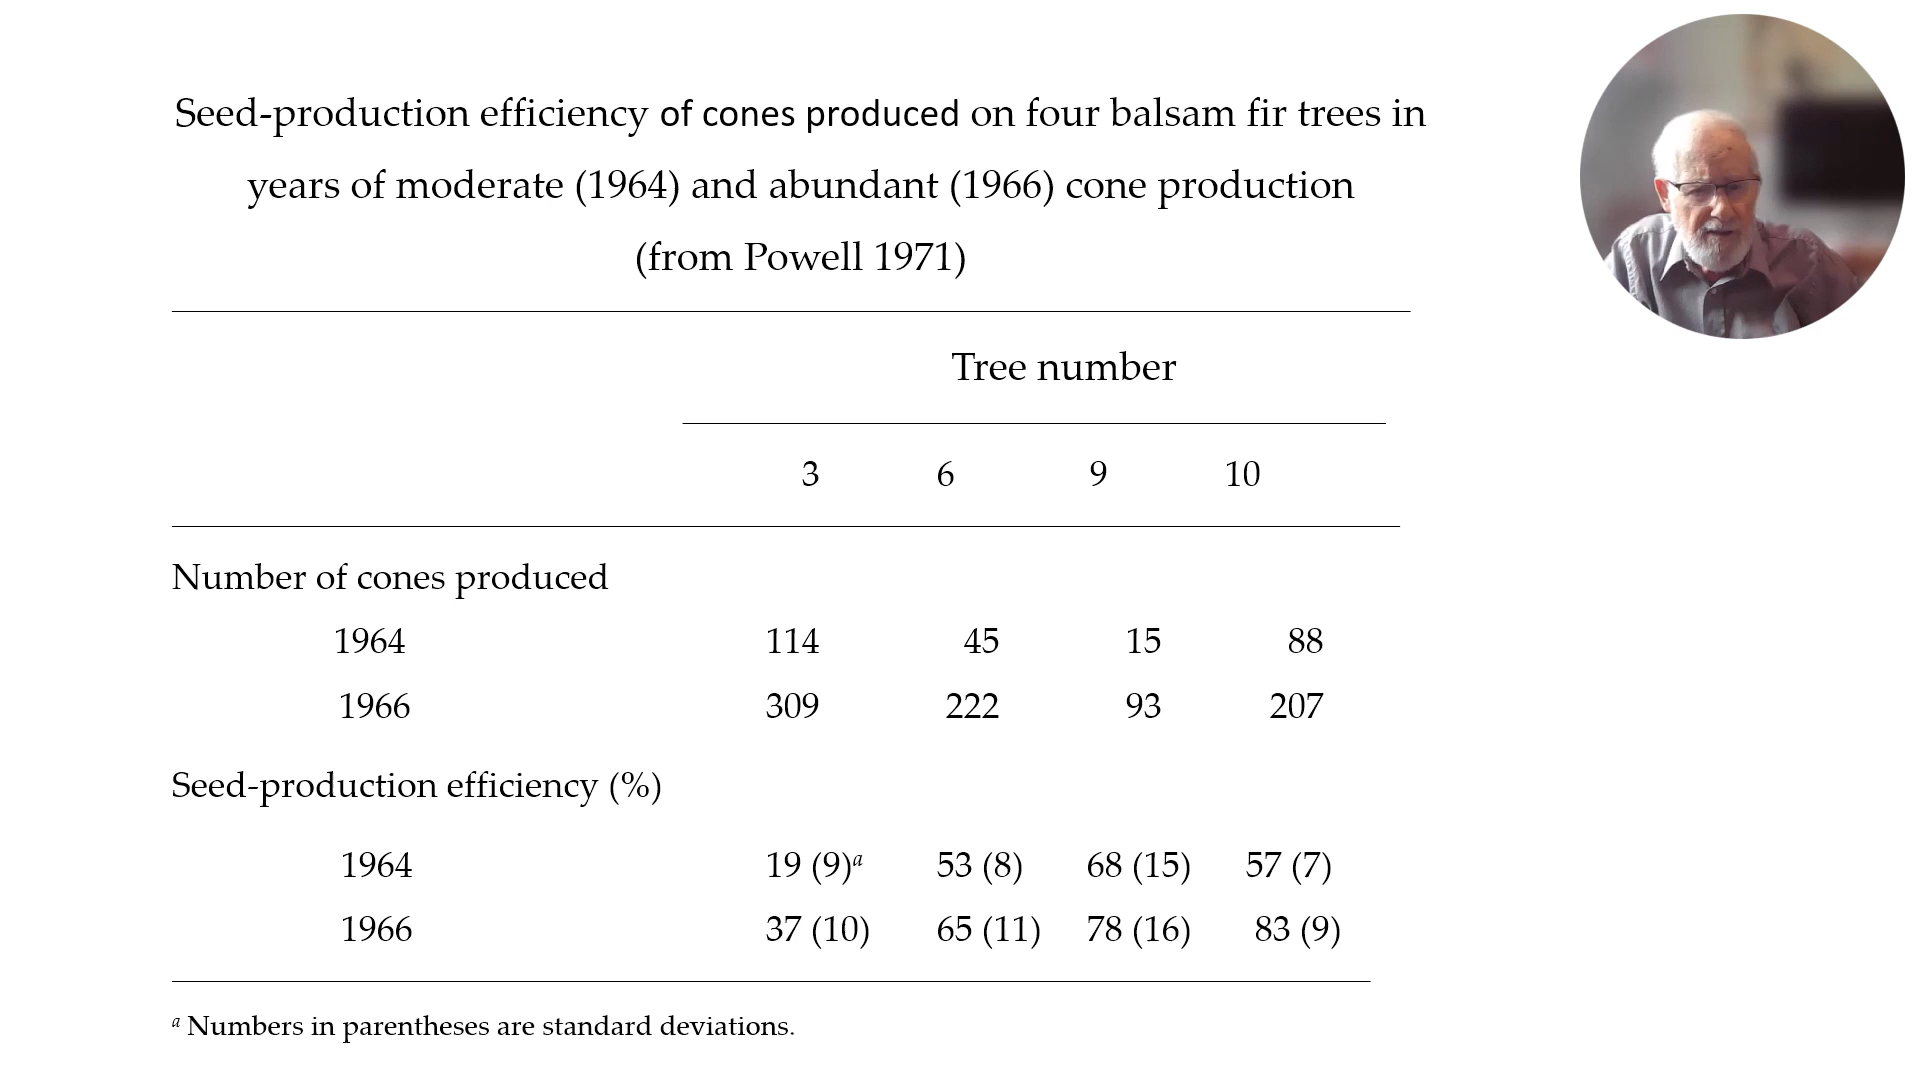 Seed-production efficiency of cones produced on four balsam fir trees in
years of moderate (1964) and abundant (1966) cone production
(from Powell 1971)
Tree number
3 6 9 10
Number of cones produced
1964 114 45 15 88
1966 309 222 93 207
Seed-production efficiency (%)
1964 19 (9)a 53 (8) 68 (15) 57 (7)
1966 37 (10) 65 (11) 78 (16) 83 (9)
a Numbers in parentheses are standard deviations.